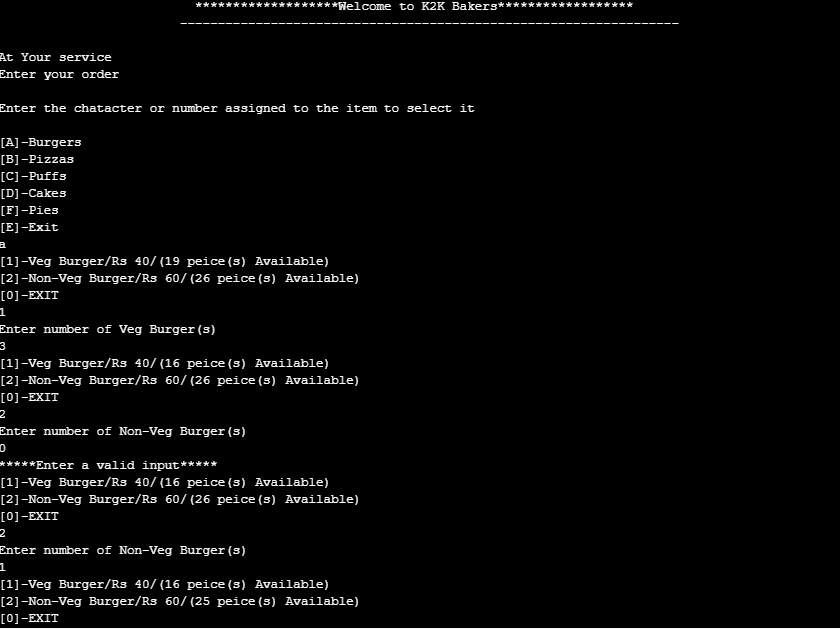 *******************Welcome to K2K Bakers******************
-------------------------------------------------------------------
At Your service
Enter your order
Enter the chatacter or number assigned to the item to select it
[A]-Burgers
[B]-Pizzas
[C]-Puffs
[D]-Cakes
[F]-Pies
[E]-Exit
a
[1]-Veg Burger/Rs 40/(19 peice(s) Available)
[2]-Non-Veg Burger/Rs 60/(26 peice(s) Available)
[0]-EXIT
1
Enter number of Veg Burger(s)
3
[1]-Veg Burger/Rs 40/(16 peice(s) Available)
[2]-Non-Veg Burger/Rs 60/(26 peice(s) Available)
[0]-EXIT
2
Enter number of Non-Veg Burger(s)
0
*****Enter a valid input*****
[1]-Veg Burger/Rs 40/(16 peice(s) Available)
[2]-Non-Veg Burger/Rs 60/(26 peice(s) Available)
[0]-EXIT
2
Enter number of Non-Veg Burger(s)
1
[1]-Veg Burger/Rs 40/(16 peice(s) Available)
[2]-Non-Veg Burger/Rs 60/(25 peice(s) Available)
[0]-EXIT